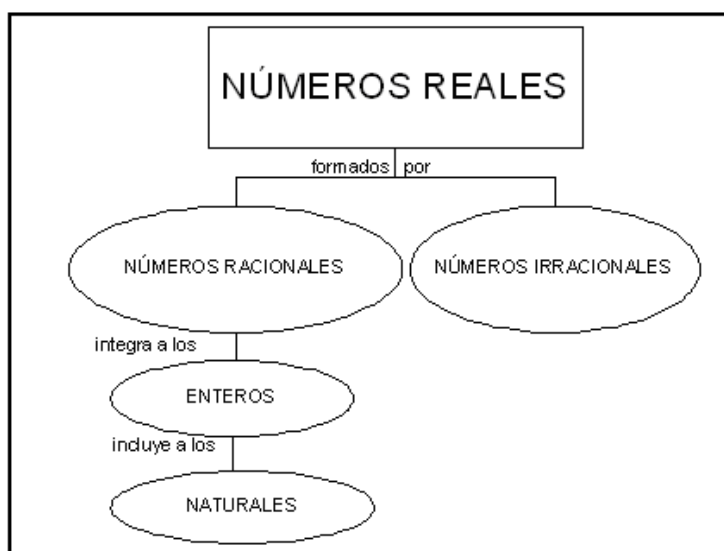 NÚMEROS REALES
formados por
NÚMEROS RACIONALES
NÚMEROS IRRACIONALES
integra a los
ENTEROS
incluye a los
NATURALES